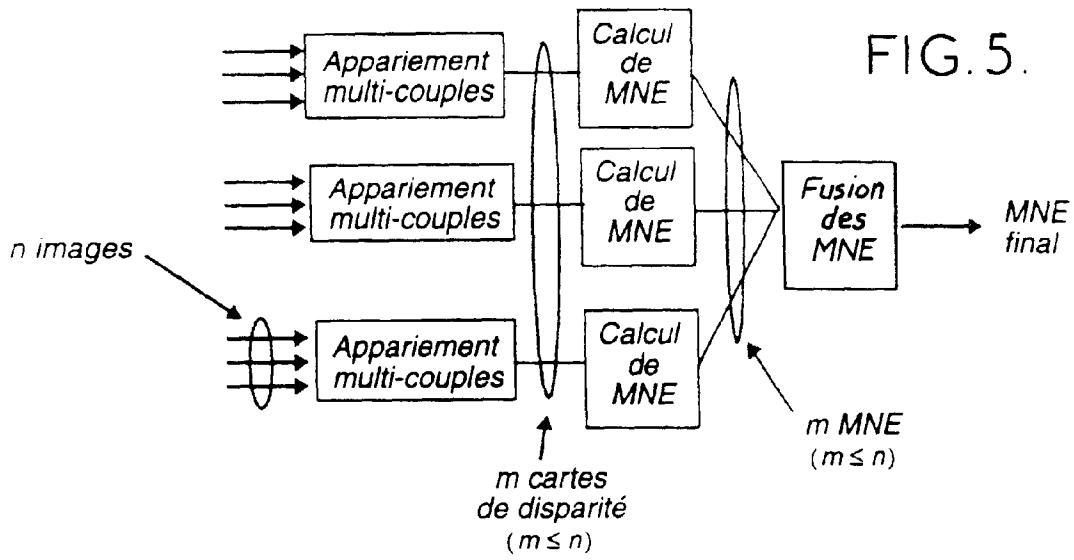 FIG. 5.
Appariement
multi-couples
Calcul
de
MNE
Appariement
multi-couples
Calcul
de
MNE
Fusion
des
MNE
MNE
final
n images
Appariement
multi-couples
Calcul
de
MNE
m MNE
(m ≤ n)
m cartes
de disparité
(m ≤ n)